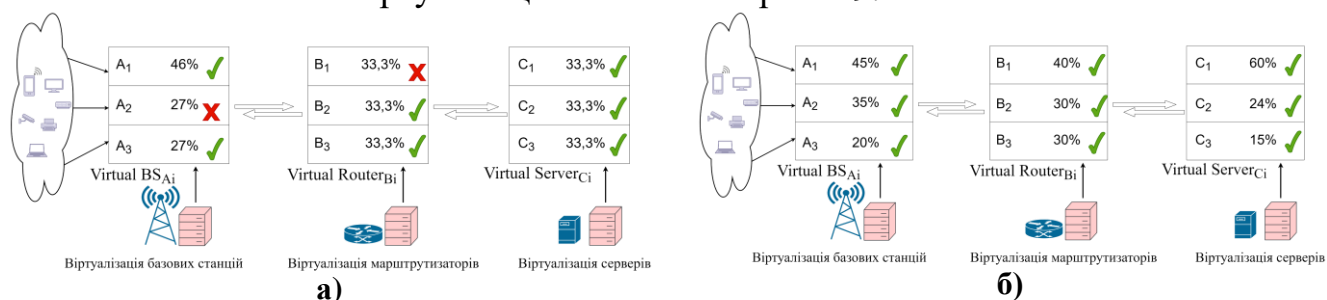 A1 46%
A2 27%
A3 27%
Virtual BSAi
Віртуалізація базових станцій
B1 33,3% X
B2 33,3%
B3 33,3%
Virtual RouterBi
Віртуалізація марштрутизаторів
C1 33,3%
C2 33,3%
C3 33,3%
Virtual ServerCi
Віртуалізація серверів
а)
A1 45%
A2 35%
A3 20%
Virtual BSAi
Віртуалізація базових станцій
B1 40%
B2 30%
B3 30%
Virtual RouterBi
Віртуалізація марштрутизаторів
C1 60%
C2 24%
C3 15%
Virtual ServerCi
Віртуалізація серверів
б)